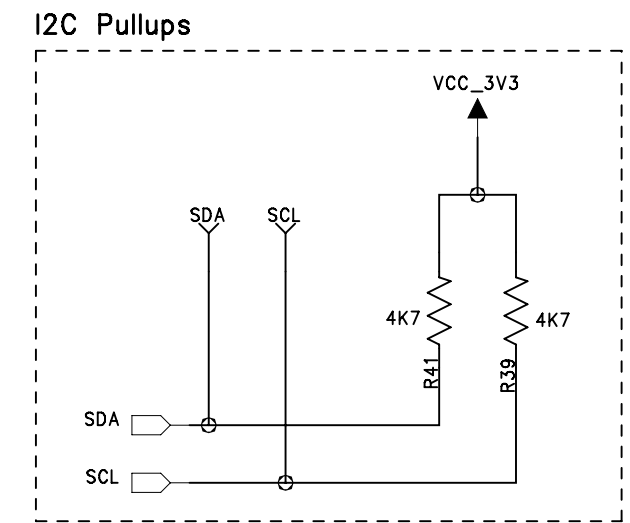 I2C Pullups
VCC_3V3
SDA SCL
4K7 4K7
R41 R39
SDA
SCL